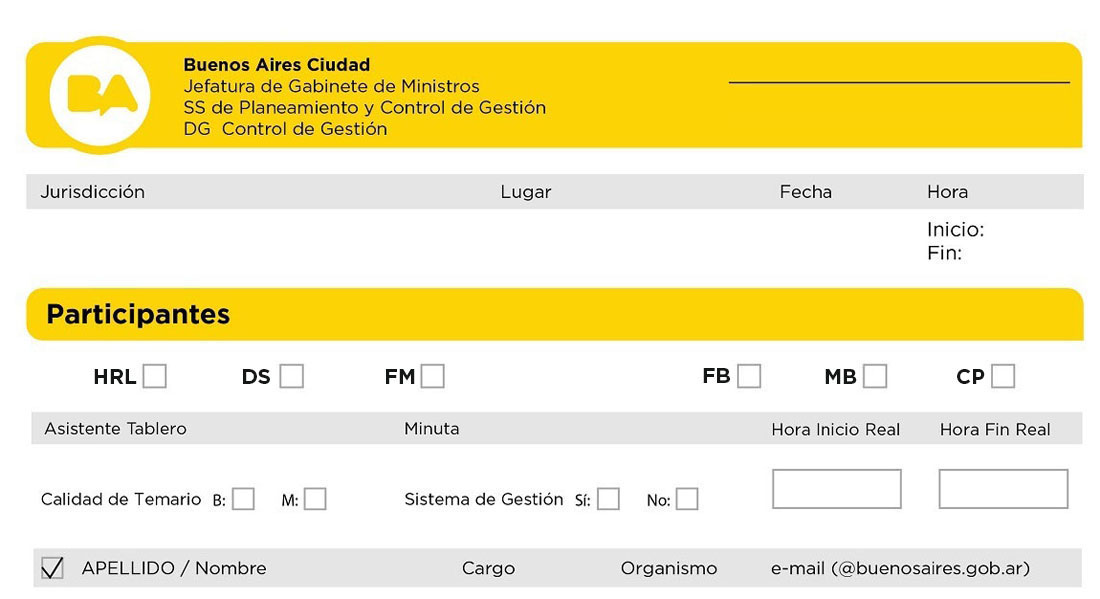 BA
Buenos Aires Ciudad
Jefatura de Gabinete de Ministros
SS de Planeamiento y Control de Gestión
DG Control de Gestión
Jurisdicción Lugar Fecha Hora
Inicio:
Fin:
Participantes
HRL DS FM FB MB CP
Asistente Tablero Minuta Hora Inicio Real Hora Fin Real
Calidad de Temario B: M: Sistema de Gestión Sí: No:
APELLIDO / Nombre Cargo Organismo e-mail (@buenosaires.gob.ar)